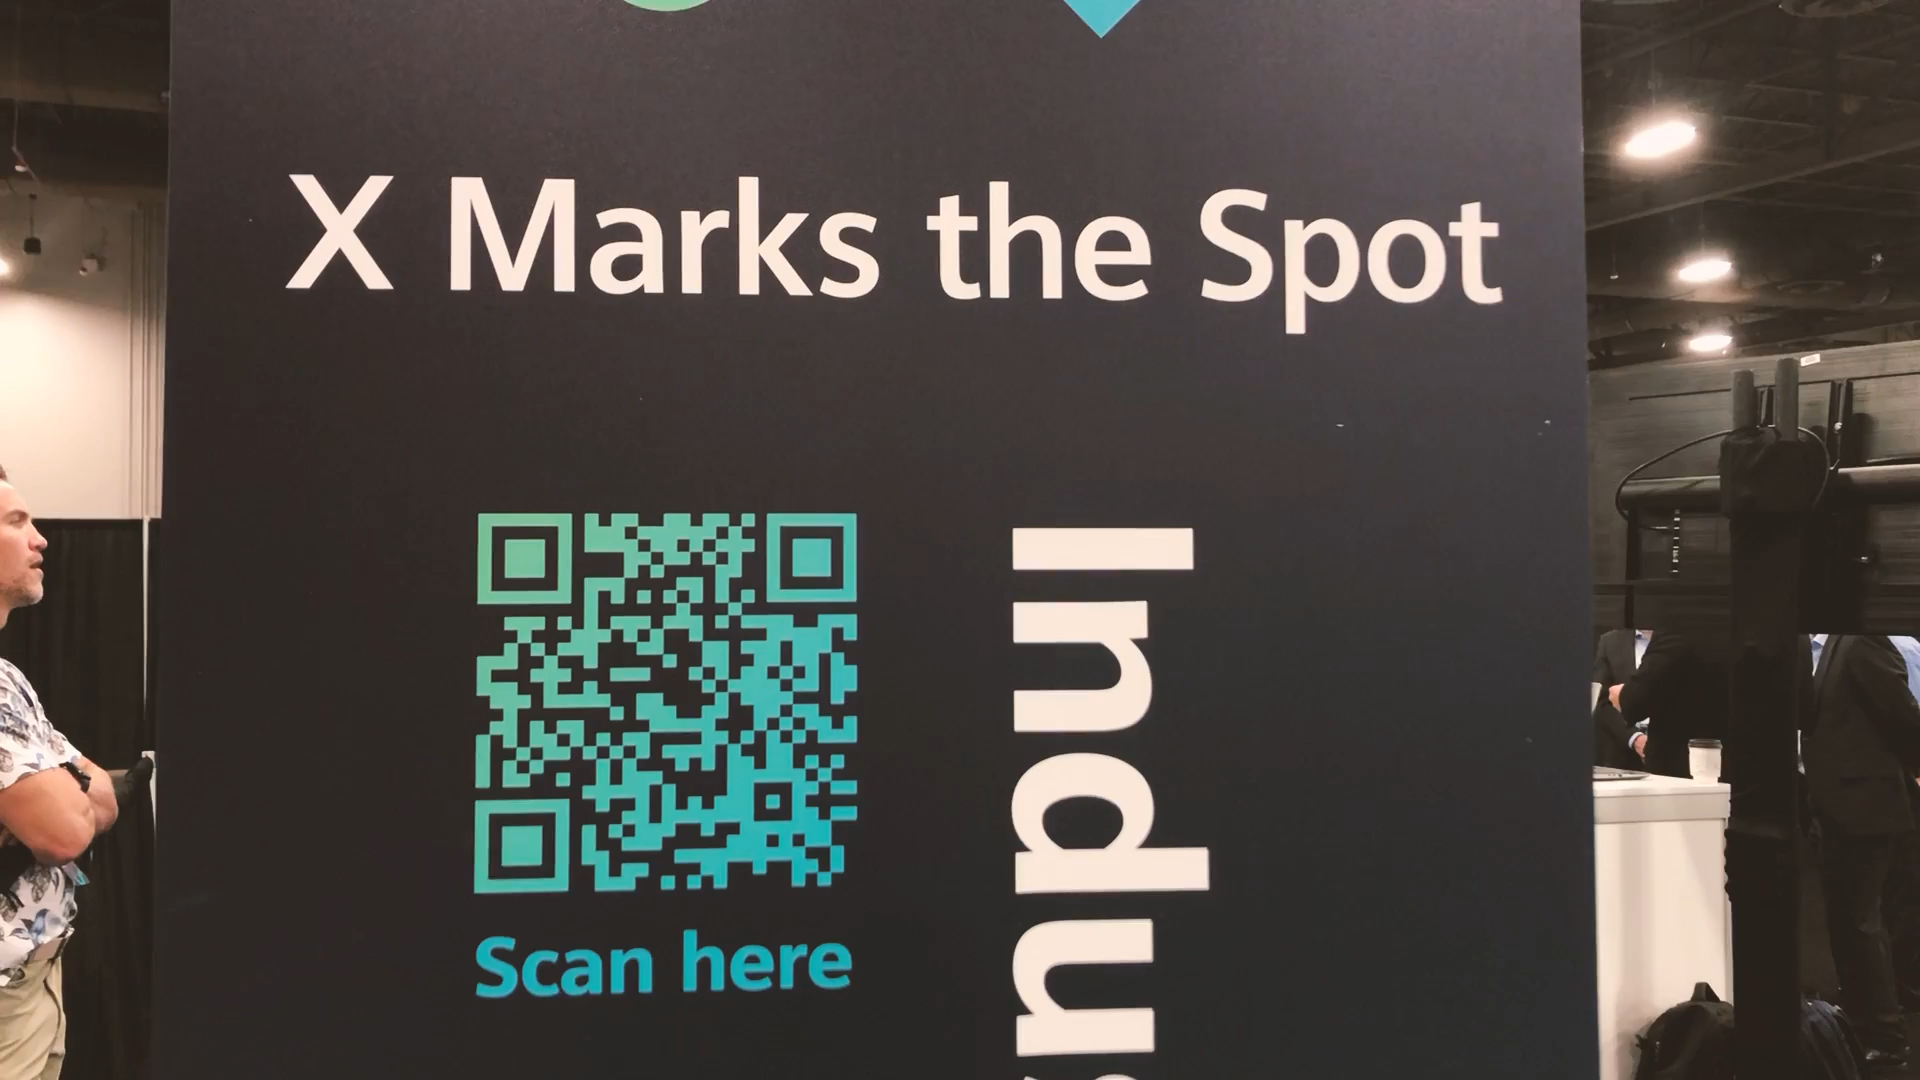 X Marks the Spot
Scan here
Indu